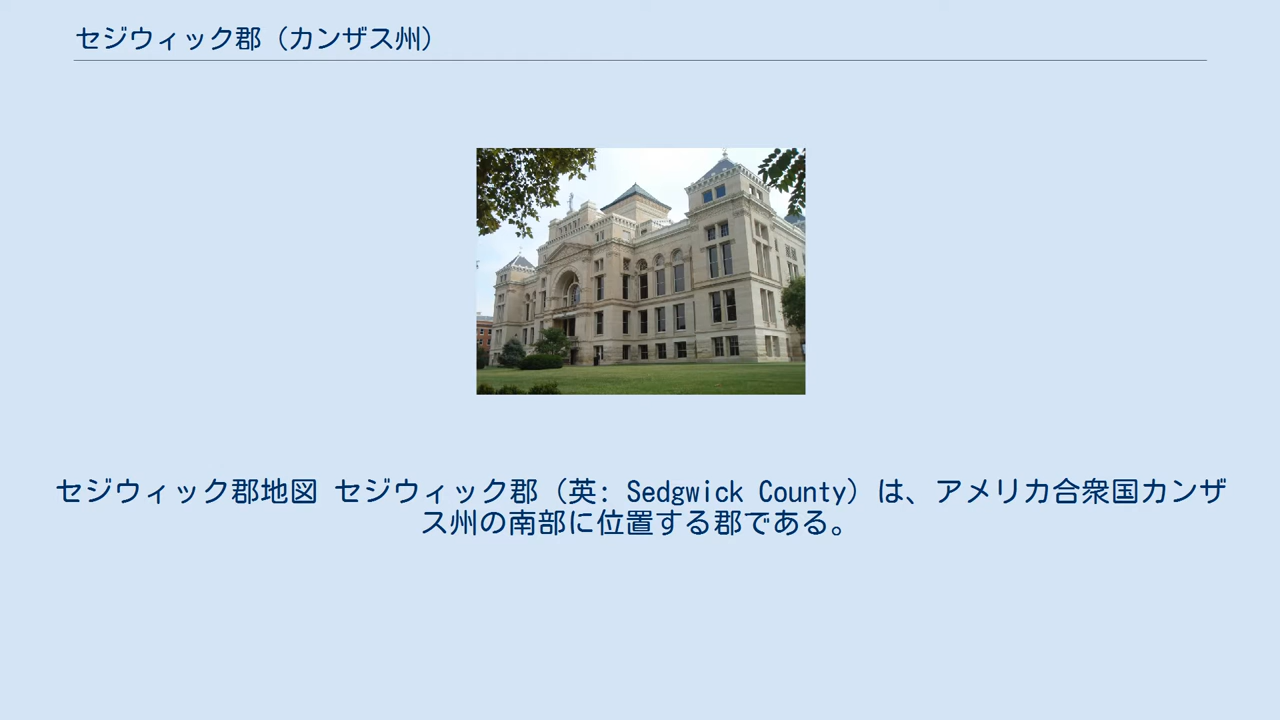 セジウィック郡（カンザス州）
セジウィック郡地図 セジウィック郡（英: Sedgwick County）は、アメリカ合衆国カンザ
ス州の南部に位置する郡である。